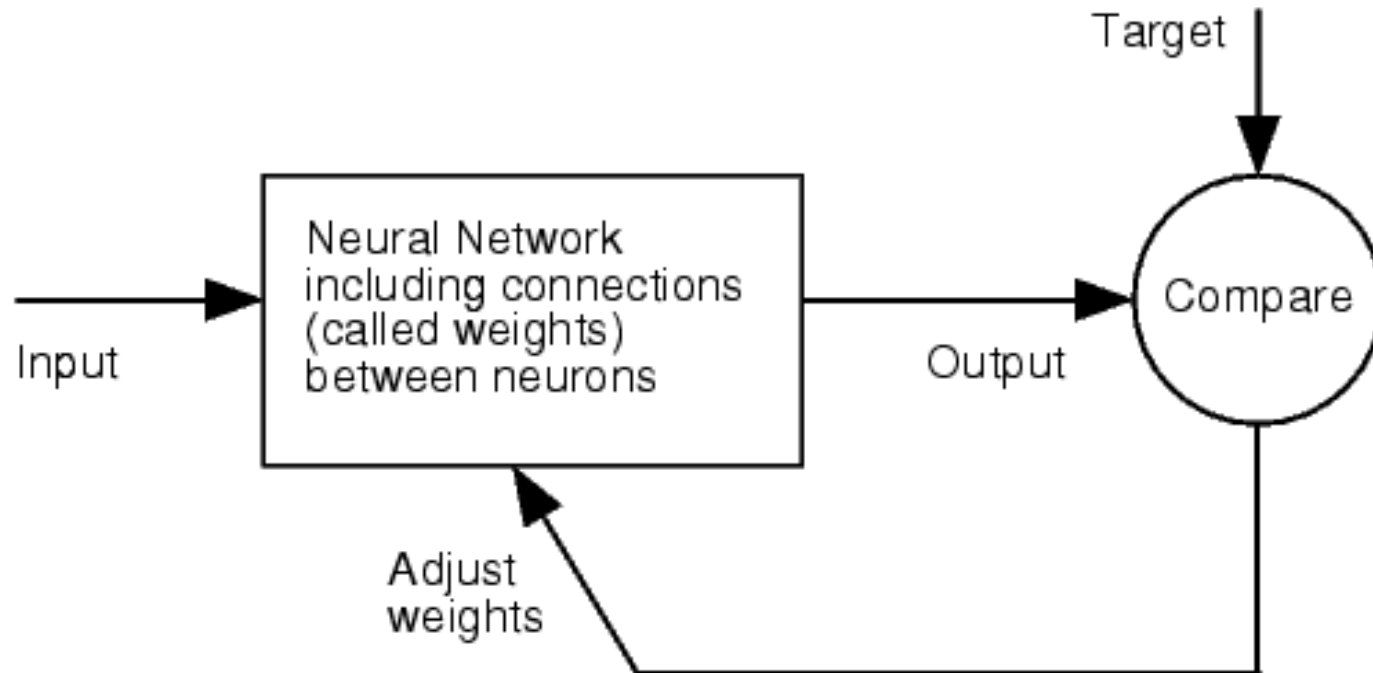 Target
Neural Network
including connections
(called weights)
between neurons
Compare
Input
Output
Adjust
weights